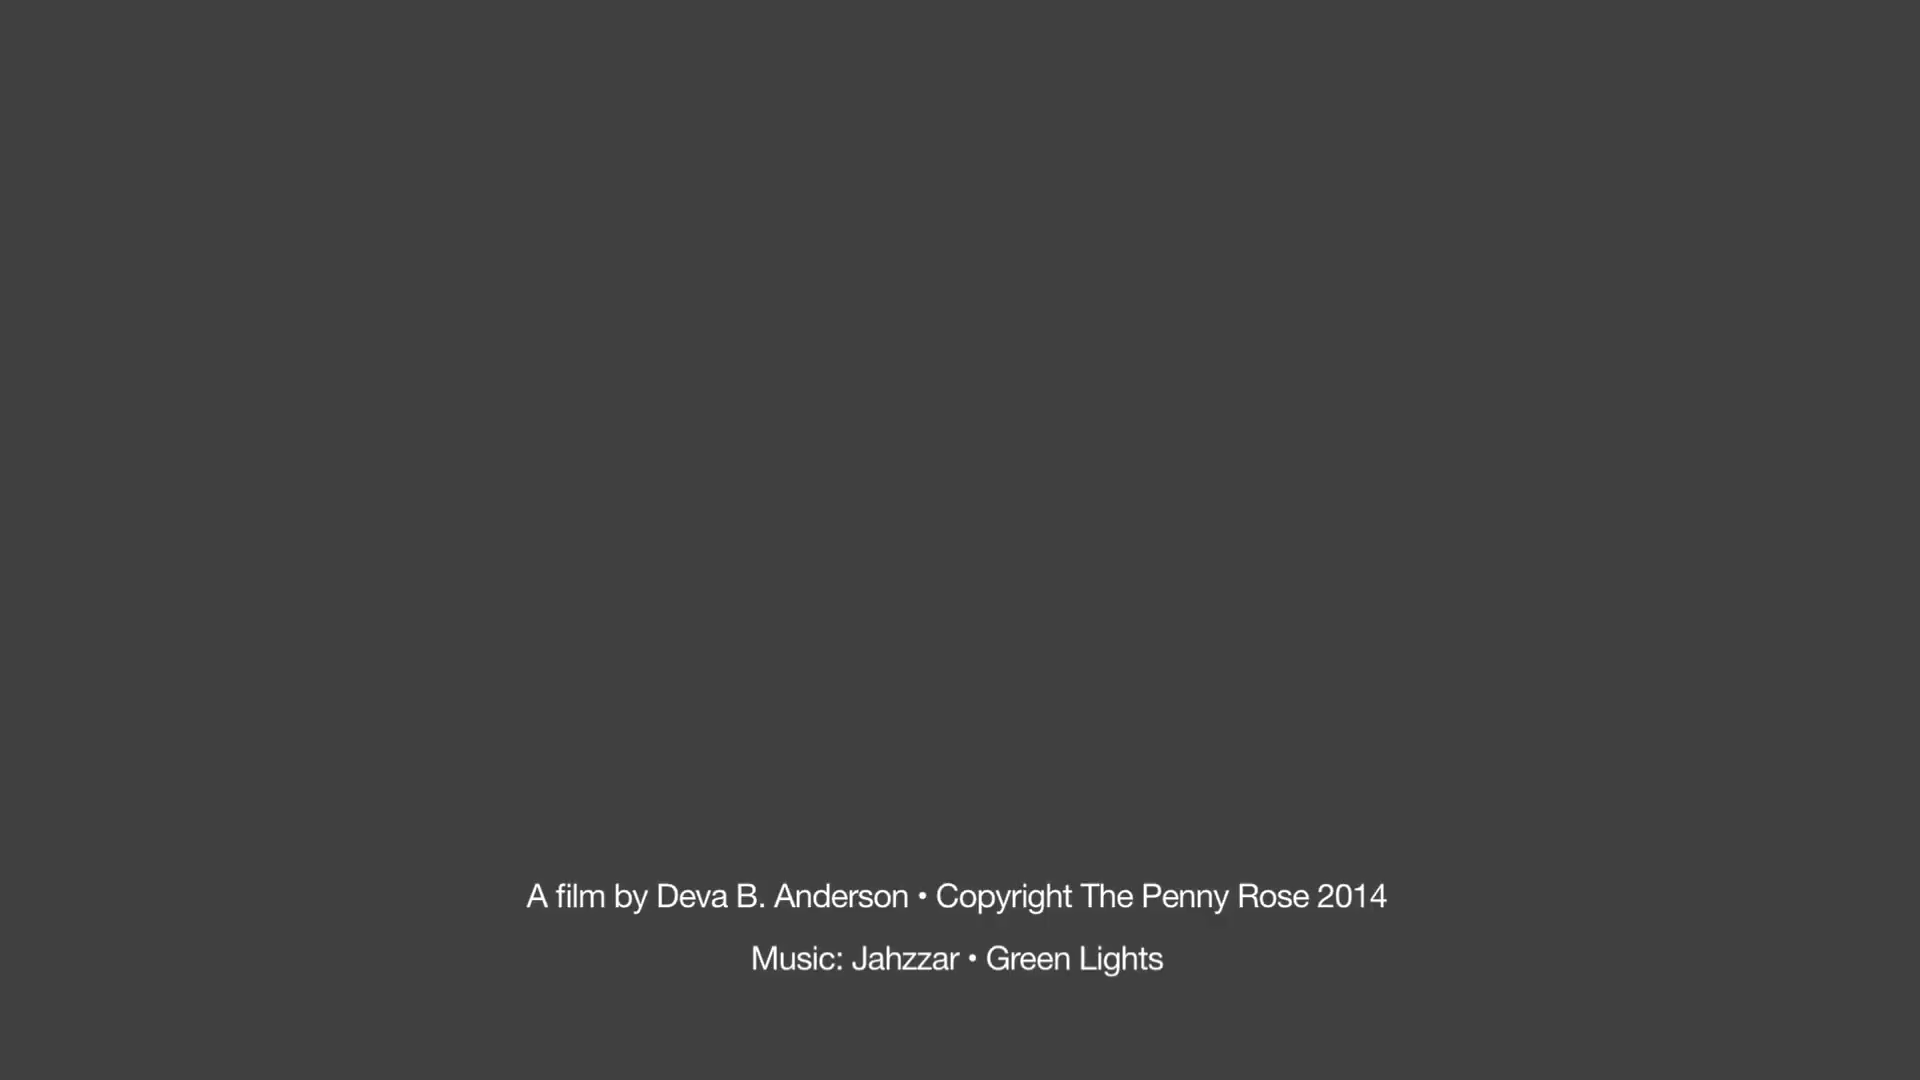 A film by Deva B. Anderson • Copyright The Penny Rose 2014
Music: Jahzzar • Green Lights